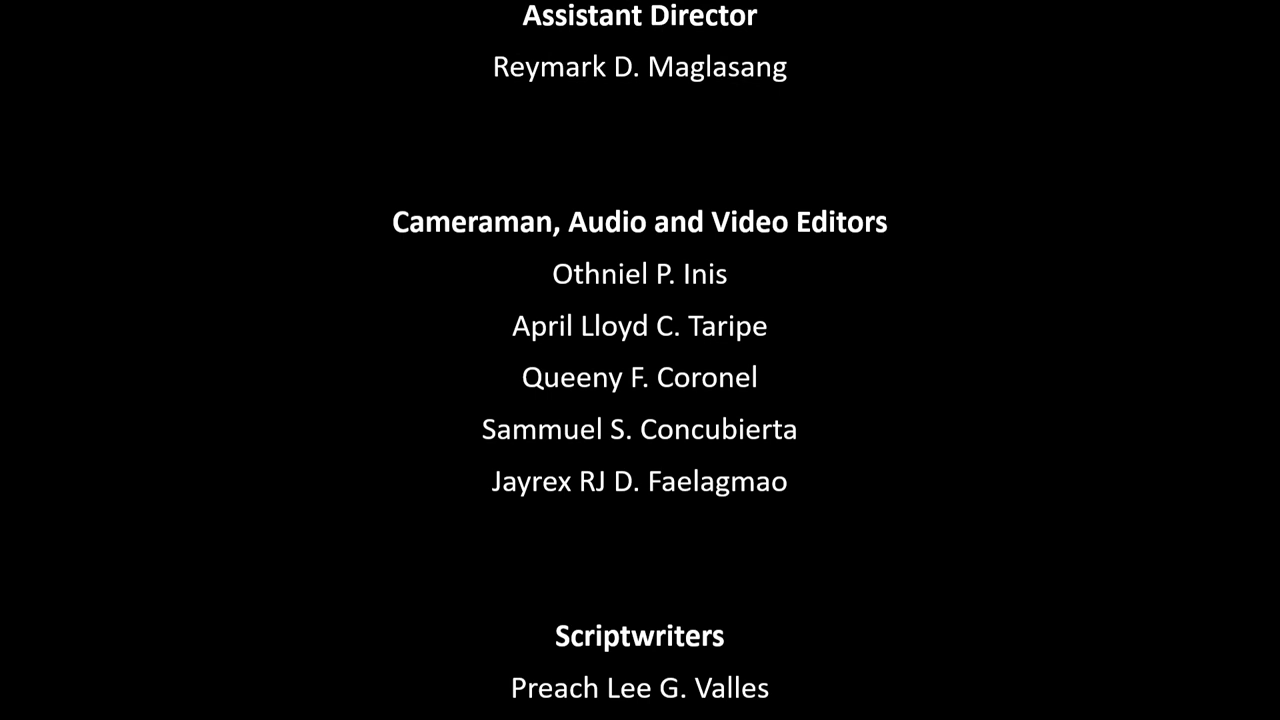 Assistant Director
Reymark D. Maglasang
Cameraman, Audio and Video Editors
Othniel P. Inis
April Lloyd C. Taripe
Queeny F. Coronel
Sammuel S. Concubierta
Jayrex RJ D. Faelagmao
Scriptwriters
Preach Lee G. Valles